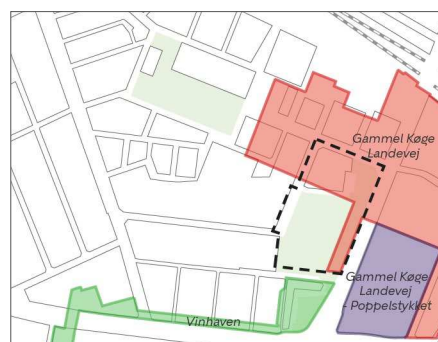 Gammel Køge
Landevej
Gammel Køge
Landevej
- Poppelstykket
Vinhaven